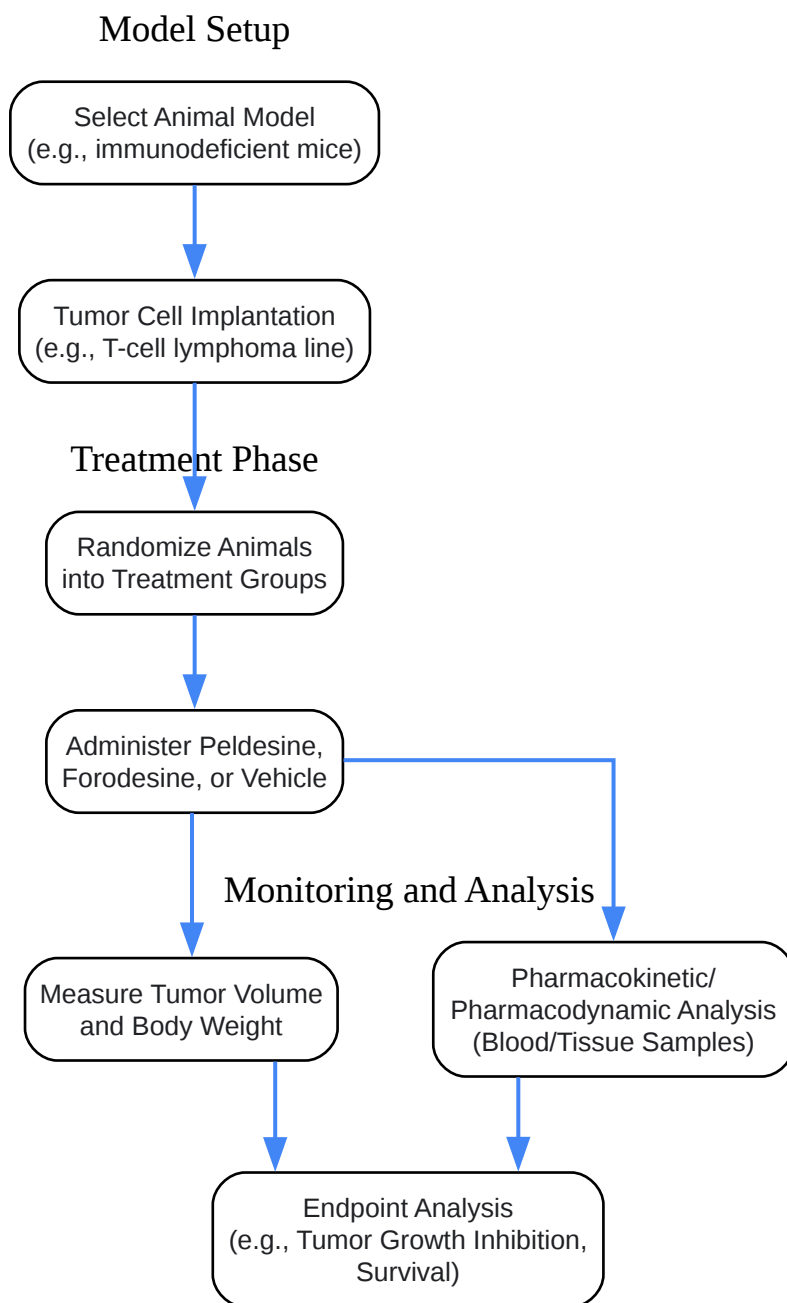 Model Setup
Select Animal Model
(e.g., immunodeficient mice)
Tumor Cell Implantation
(e.g., T-cell lymphoma line)
Treatment Phase
Randomize Animals
into Treatment Groups
Administer Peldesine,
Forodesine, or Vehicle
Monitoring and Analysis
Measure Tumor Volume
and Body Weight
Pharmacokinetic/
Pharmacodynamic Analysis
(Blood/Tissue Samples)
Endpoint Analysis
(e.g., Tumor Growth Inhibition,
Survival)